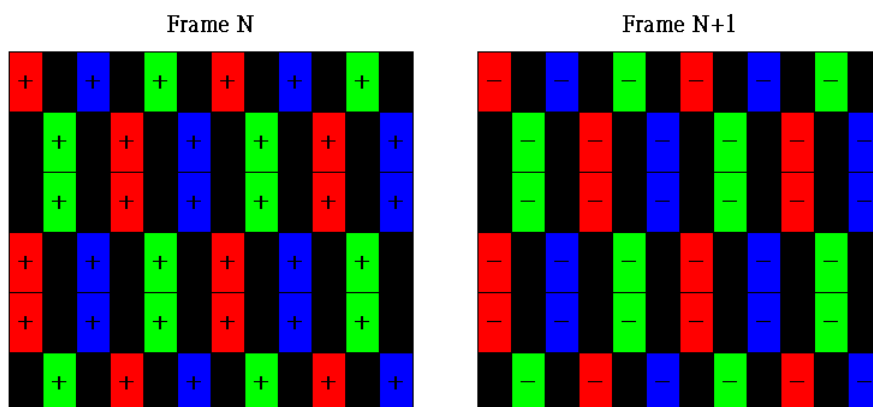 Frame N
+ + + + + +
+ + + + + +
+ + + + + +
+ + + + + +
+ + + + + +
+ + + + + +
Frame N+1
− − − − − −
− − − − − −
− − − − − −
− − − − − −
− − − − − −
− − − − − −